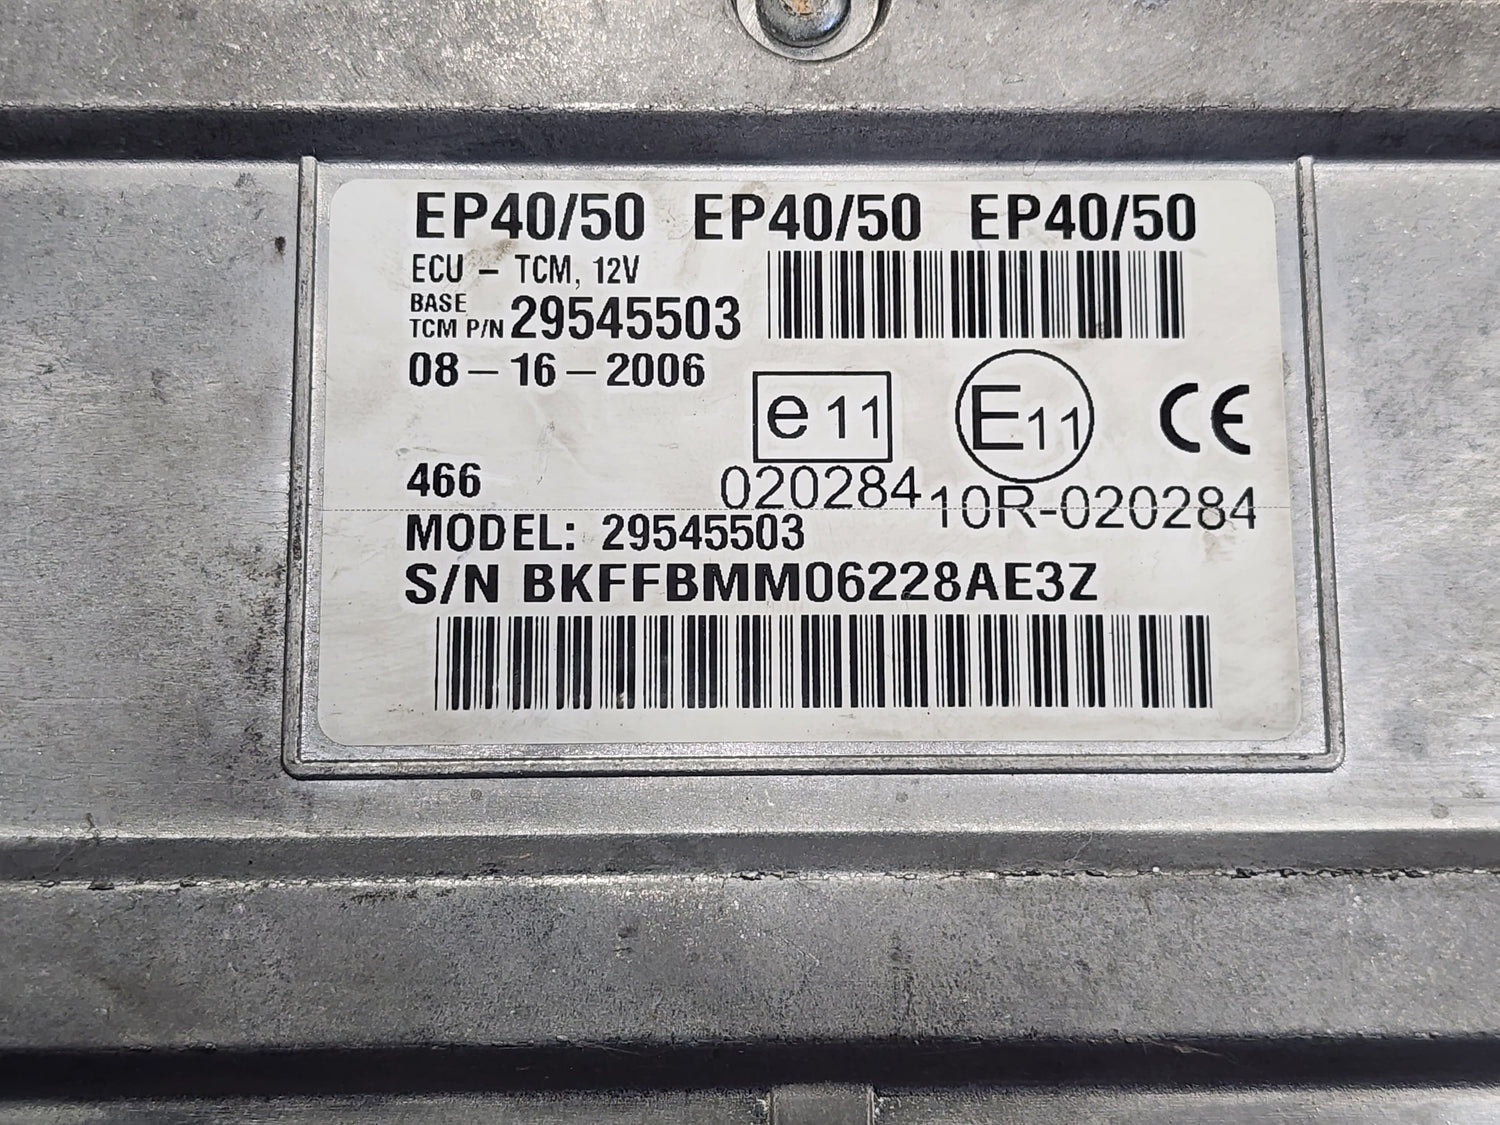 EP40/50 EP40/50 EP40/50
ECU - TCM, 12V
BASE
TCM P/N 29545503
08-16-2006
e 11
E11
CE
020284
10R-020284
466
MODEL: 29545503
S/N BKFFBMM06228AE3Z